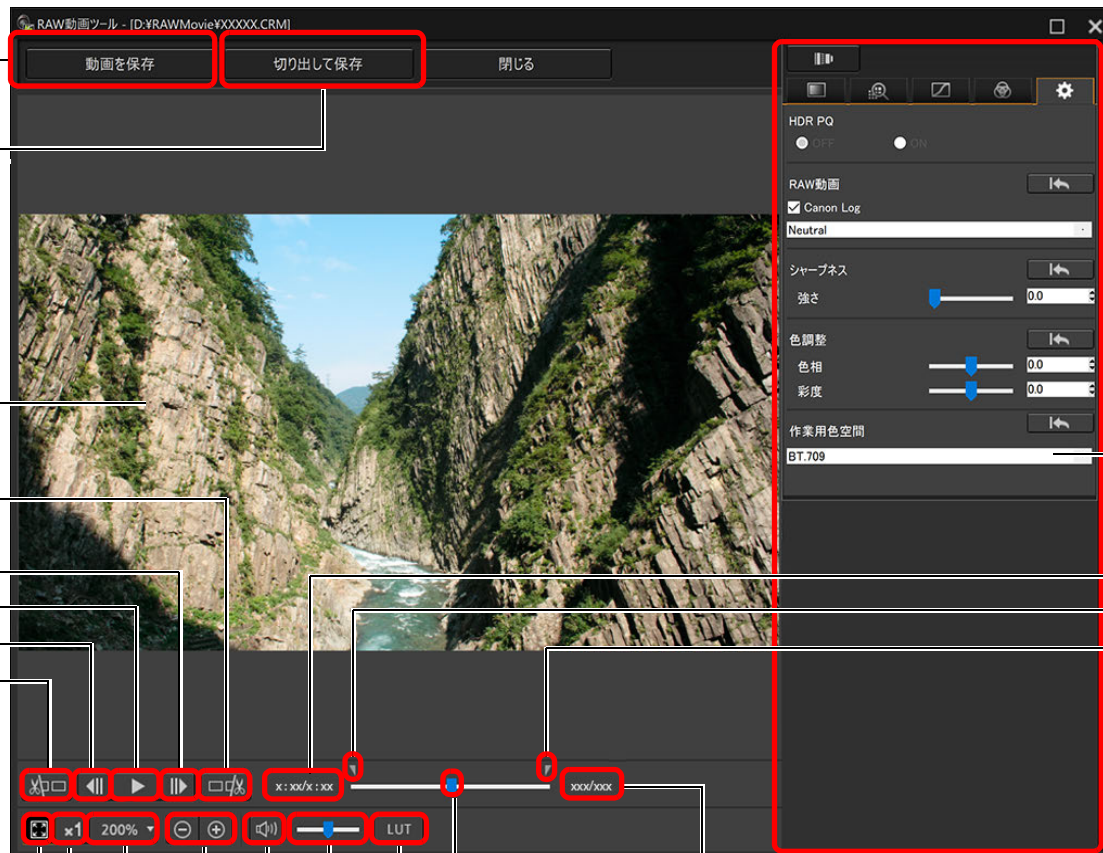 RAW動画ツール - [D:¥RAWMovie¥XXXXX.CRM]
動画を保存
切り出して保存
閉じる
HDR PQ
OFF ON
RAW動画
Canon Log
Neutral
シャープネス
強さ 0.0
色調整
色相 0.0
彩度 0.0
作業用色空間
BT.709
x:xx/x:xx
xxx/xxx
x1 200% LUT